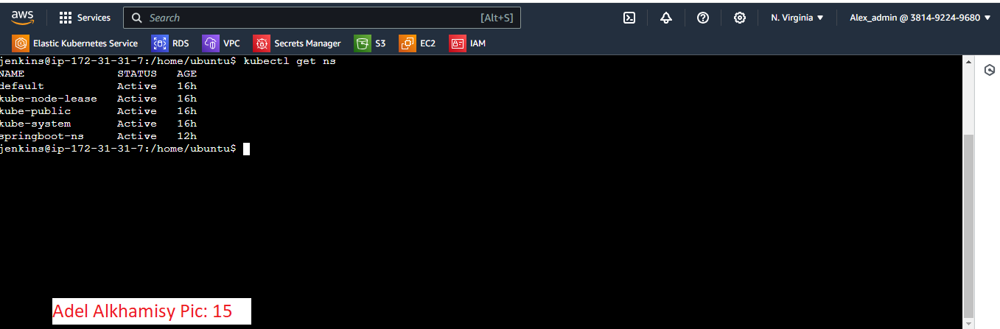 aws Services Search [Alt+S] N. Virginia Alex_admin @ 3814-9224-9680
Elastic Kubernetes Service RDS VPC Secrets Manager S3 EC2 IAM
jenkins@ip-172-31-31-7:/home/ubuntu$ kubectl get ns
NAME STATUS AGE
default Active 16h
kube-node-lease Active 16h
kube-public Active 16h
kube-system Active 16h
springboot-ns Active 12h
jenkins@ip-172-31-31-7:/home/ubuntu$
Adel Alkhamisy Pic: 15